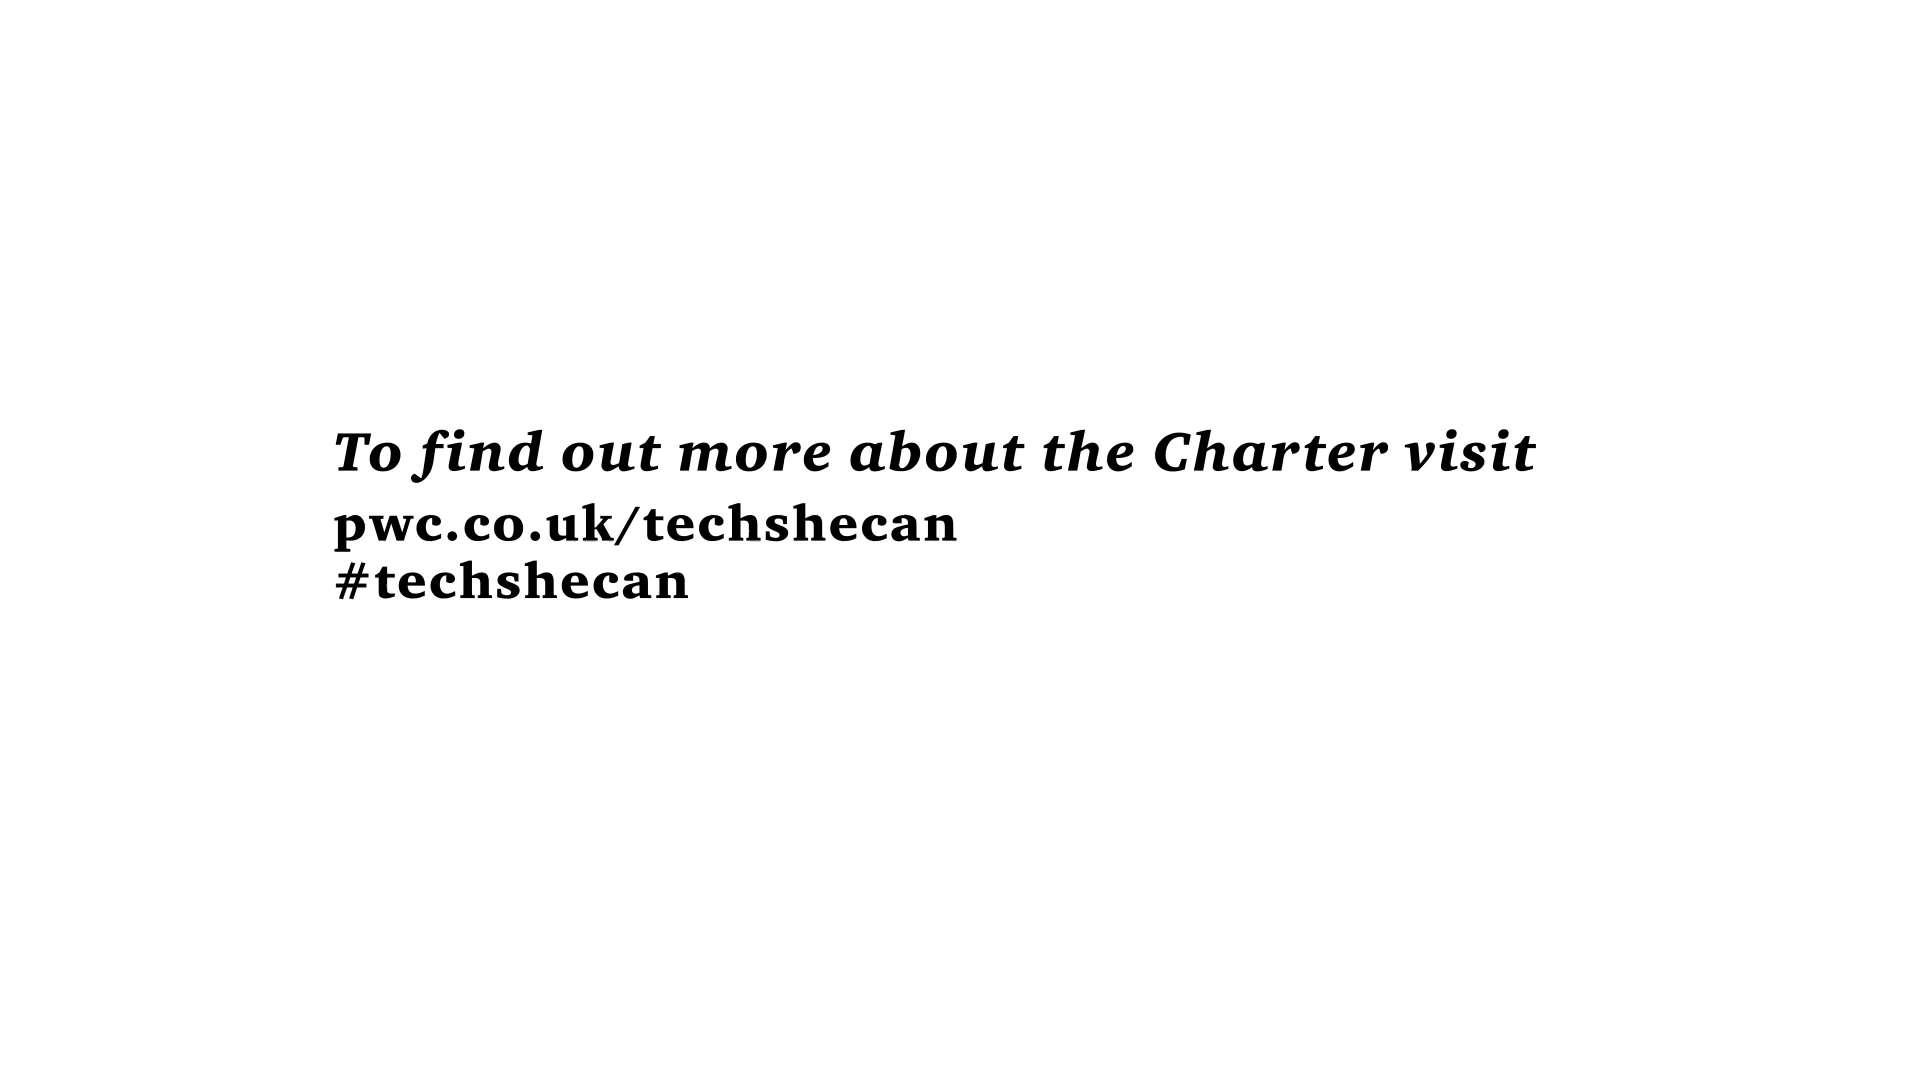 To find out more about the Charter visit
pwc.co.uk/techshecan
#techshecan